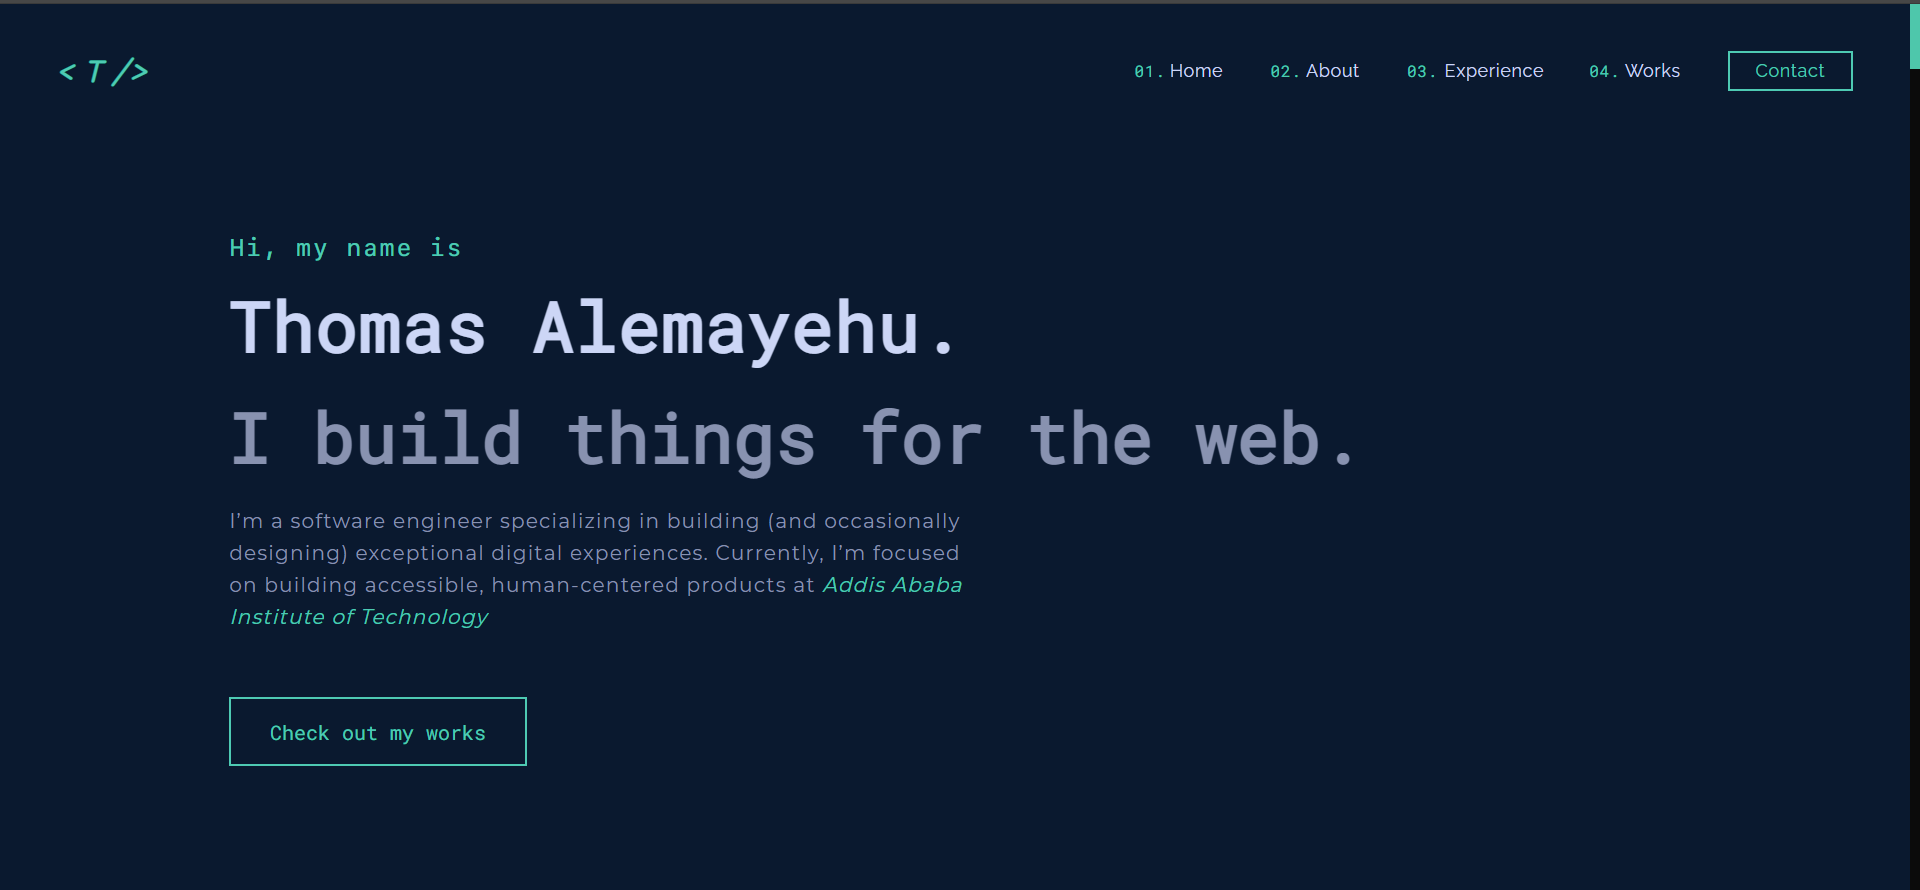 < T />
01. Home 02. About 03. Experience 04. Works Contact
Hi, my name is
Thomas Alemayehu.
I build things for the web.
I’m a software engineer specializing in building (and occasionally
designing) exceptional digital experiences. Currently, I’m focused
on building accessible, human-centered products at Addis Ababa
Institute of Technology
Check out my works